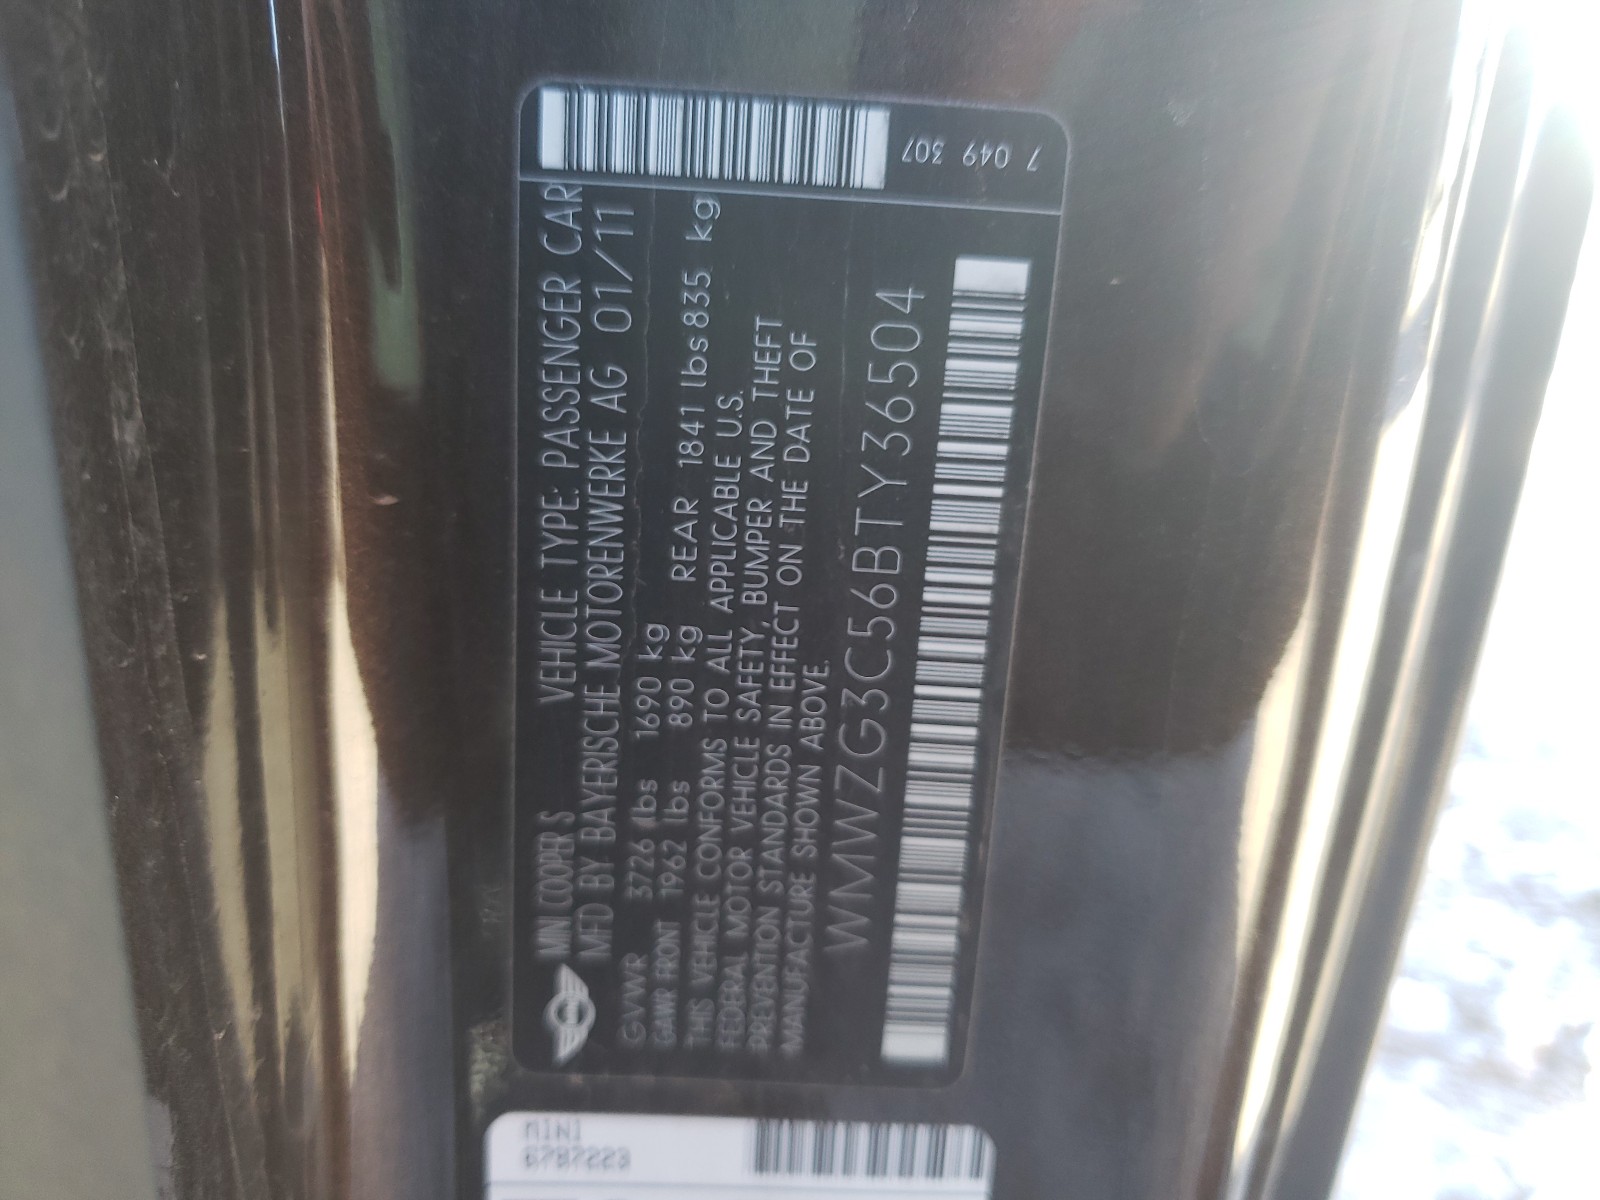 MINI COOPER S VEHICLE TYPE: PASSENGER CAR
MFD BY BAYERISCHE MOTORENWERKE AG 01/11
GVWR 3726 lbs 1690 kg
GAWR FRONT 1962 lbs 890 kg REAR 1841 lbs 835 kg
THIS VEHICLE CONFORMS TO ALL APPLICABLE U.S.
FEDERAL MOTOR VEHICLE SAFETY, BUMPER AND THEFT
PREVENTION STANDARDS IN EFFECT ON THE DATE OF
MANUFACTURE SHOWN ABOVE.
WMWZG3C56BTY36504
7 049 307
MINI
6787223